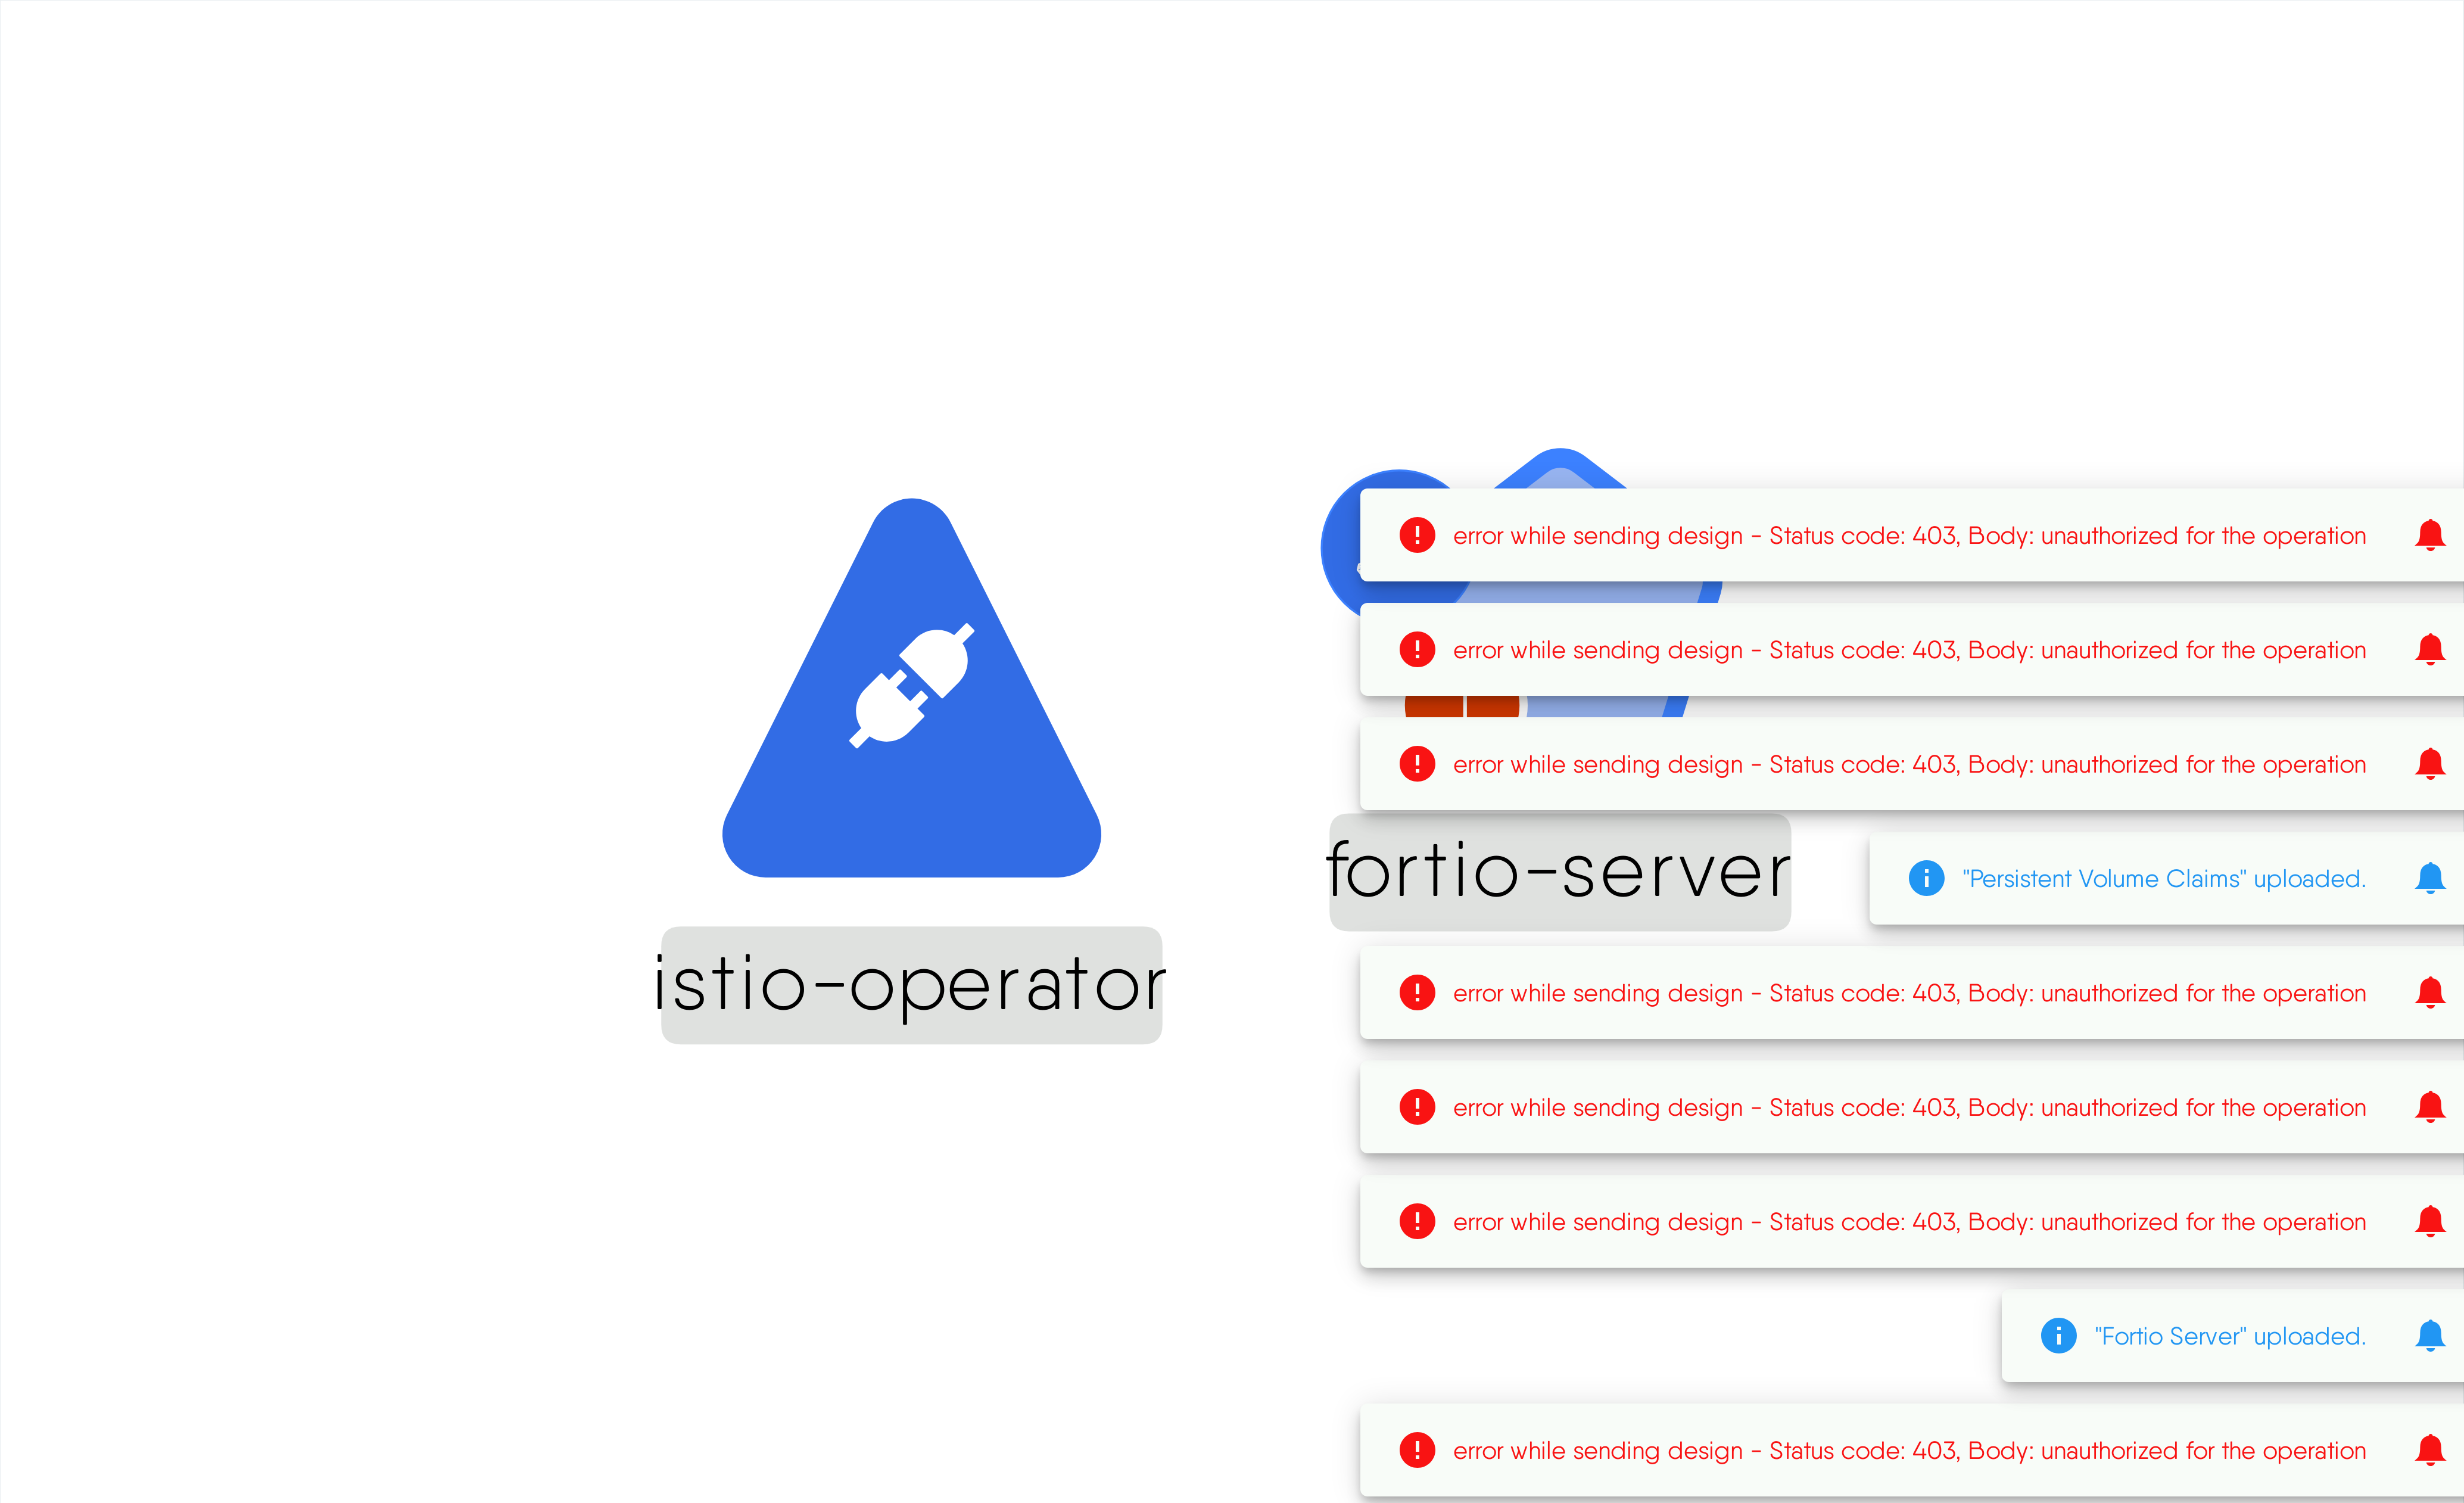 error while sending design - Status code: 403, Body: unauthorized for the operation
error while sending design - Status code: 403, Body: unauthorized for the operation
error while sending design - Status code: 403, Body: unauthorized for the operation
fortio-server
"Persistent Volume Claims" uploaded.
istio-operator
error while sending design - Status code: 403, Body: unauthorized for the operation
error while sending design - Status code: 403, Body: unauthorized for the operation
error while sending design - Status code: 403, Body: unauthorized for the operation
"Fortio Server" uploaded.
error while sending design - Status code: 403, Body: unauthorized for the operation